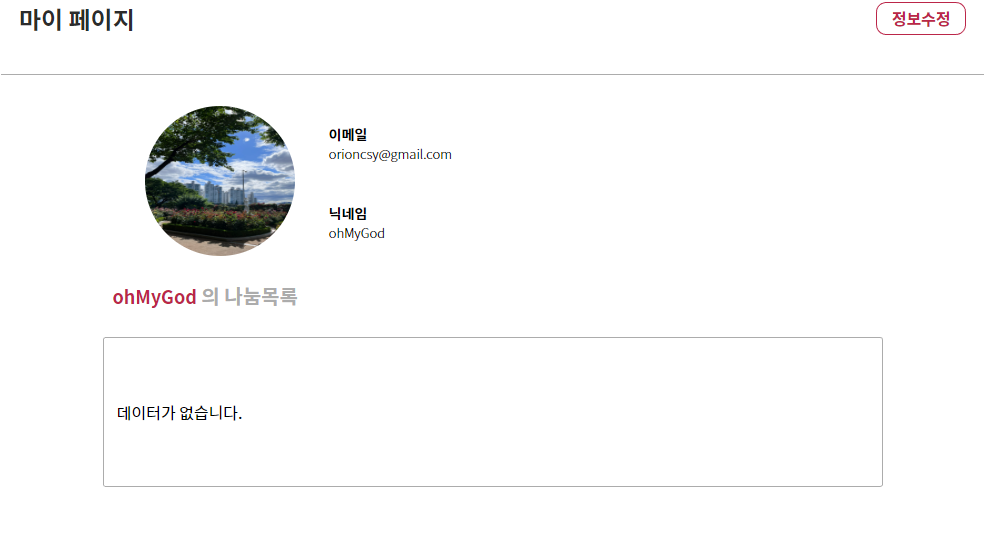 마이 페이지
정보수정
이메일
orioncsy@gmail.com
닉네임
ohMyGod
ohMyGod 의 나눔목록
데이터가 없습니다.